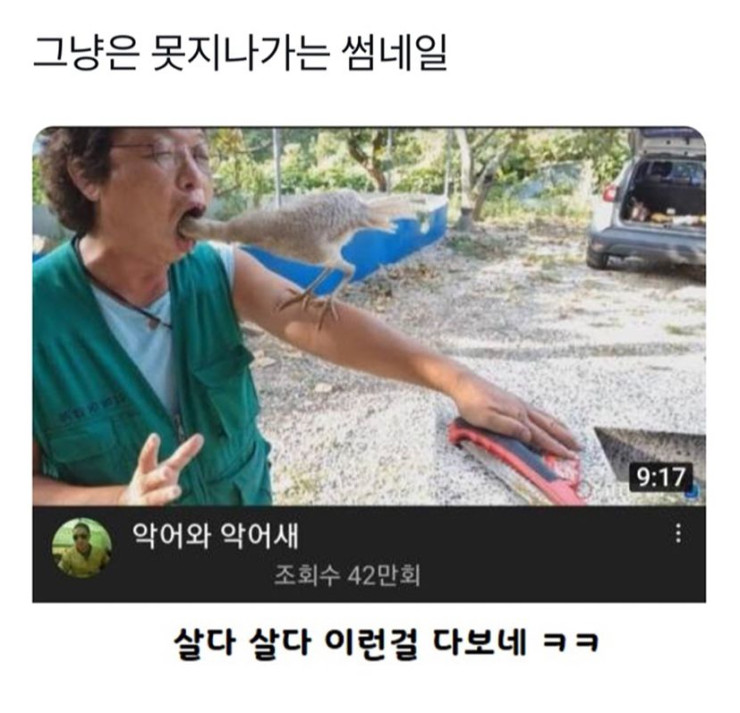 그냥은 못지나가는 썸네일
9:17
악어와 악어새
조회수 42만회
살다 살다 이런걸 다보네 ㅋㅋ